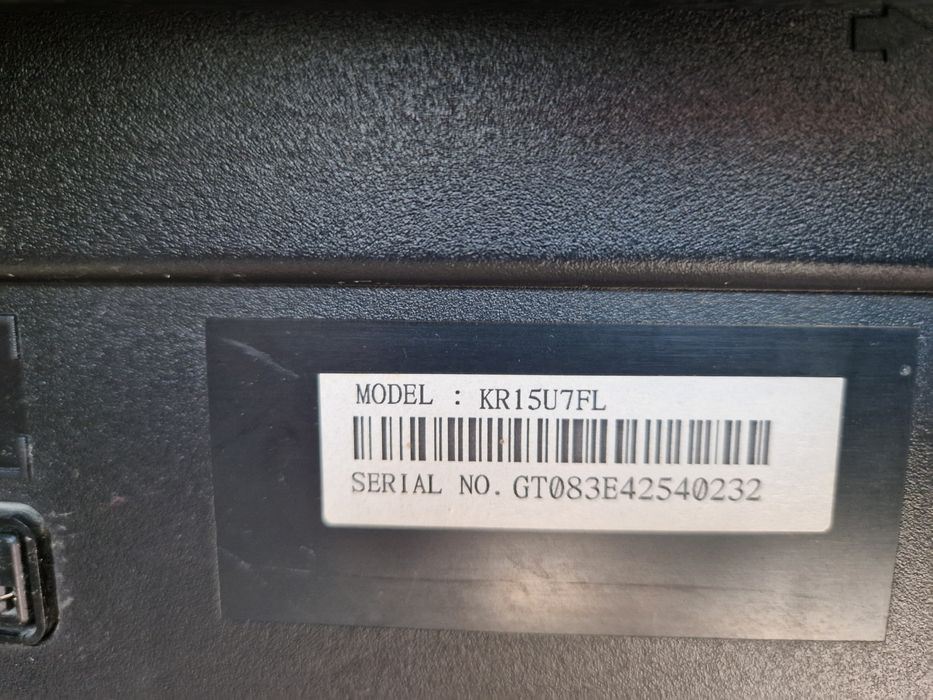 MODEL : KR15U7FL
SERIAL NO. GT083E42540232